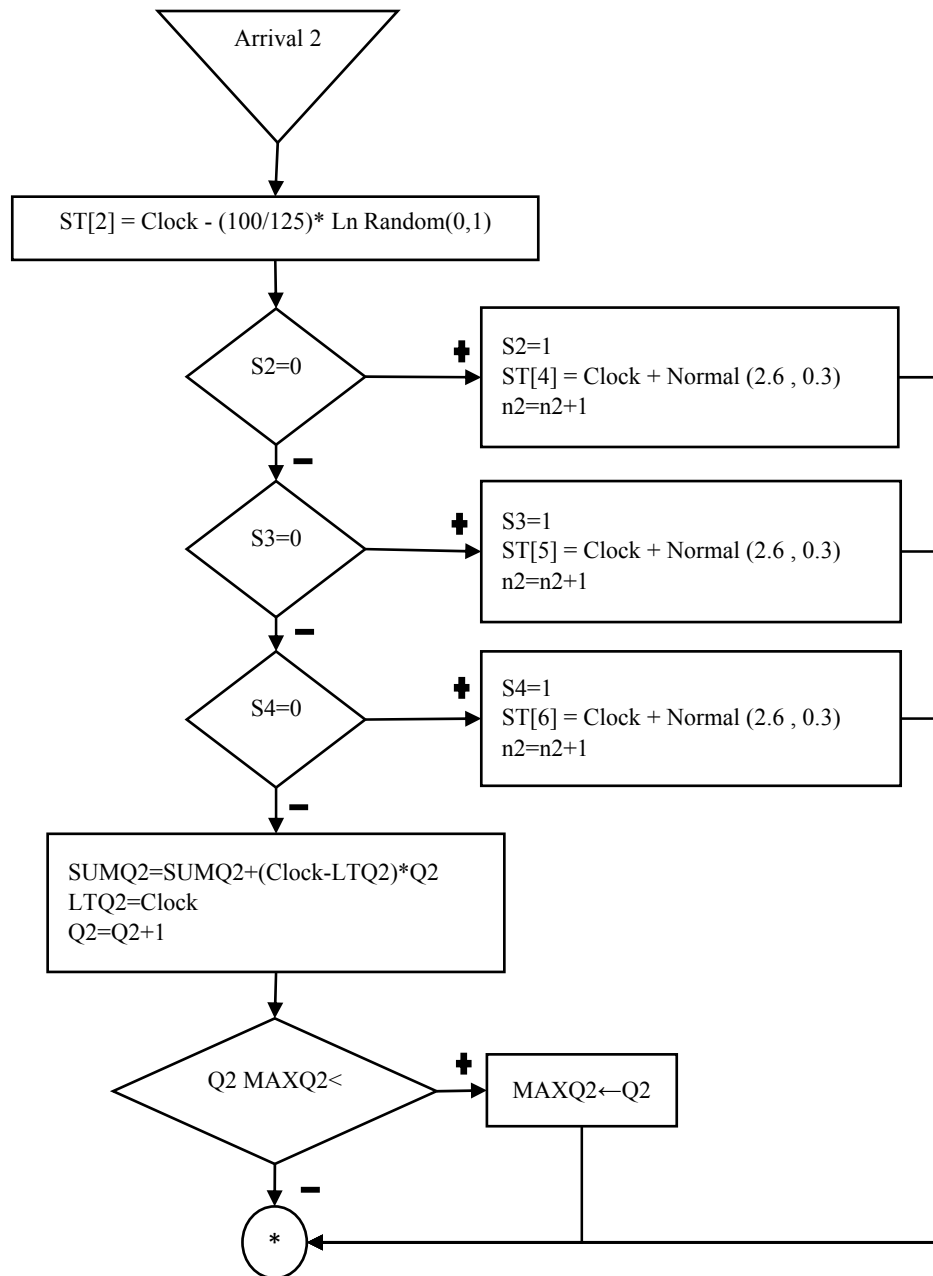 Arrival 2
ST[2] = Clock - (100/125)* Ln Random(0,1)
S2=0
+
S2=1
ST[4] = Clock + Normal (2.6 , 0.3)
n2=n2+1
−
S3=0
+
S3=1
ST[5] = Clock + Normal (2.6 , 0.3)
n2=n2+1
−
S4=0
+
S4=1
ST[6] = Clock + Normal (2.6 , 0.3)
n2=n2+1
−
SUMQ2=SUMQ2+(Clock-LTQ2)*Q2
LTQ2=Clock
Q2=Q2+1
Q2 MAXQ2<
+
MAXQ2←Q2
−
*